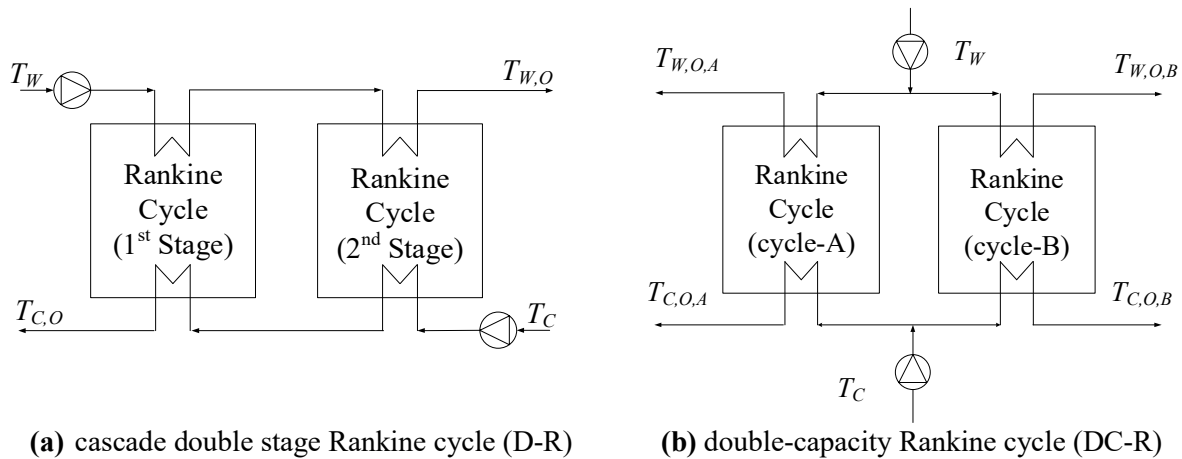 T_W
T_{W,O}
Rankine
Cycle
(1st Stage)
Rankine
Cycle
(2nd Stage)
T_{C,O}
T_C
(a) cascade double stage Rankine cycle (D-R)
T_W
T_{W,O,A}
T_{W,O,B}
Rankine
Cycle
(cycle-A)
Rankine
Cycle
(cycle-B)
T_{C,O,A}
T_{C,O,B}
T_C
(b) double-capacity Rankine cycle (DC-R)